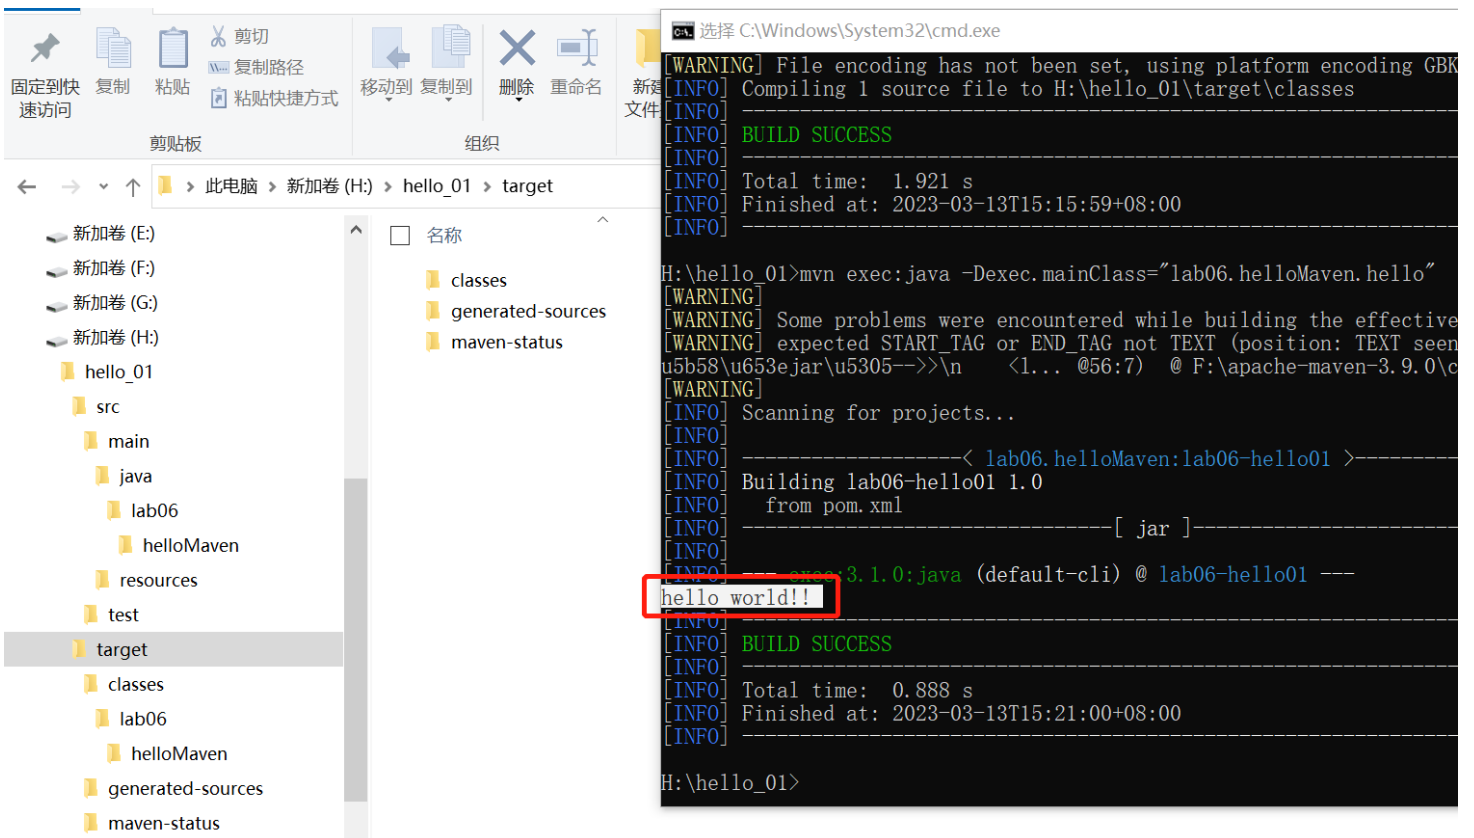 固定到快
速访问
复制
粘贴
剪切
复制路径
粘贴快捷方式
剪贴板
移动到
复制到
删除
重命名
组织
新建
文件
此电脑 › 新加卷 (H:) › hello_01 › target
新加卷 (E:)
新加卷 (F:)
新加卷 (G:)
新加卷 (H:)
hello_01
src
main
java
lab06
helloMaven
resources
test
target
classes
lab06
helloMaven
generated-sources
maven-status
名称
classes
generated-sources
maven-status
选择 C:\Windows\System32\cmd.exe
[WARNING] File encoding has not been set, using platform encoding GBK
[INFO] Compiling 1 source file to H:\hello_01\target\classes
[INFO] ------------------------------------------------------------
[INFO] BUILD SUCCESS
[INFO] ------------------------------------------------------------
[INFO] Total time:  1.921 s
[INFO] Finished at: 2023-03-13T15:15:59+08:00
[INFO] ------------------------------------------------------------
H:\hello_01>mvn exec:java -Dexec.mainClass="lab06.helloMaven.hello"
[WARNING]
[WARNING] Some problems were encountered while building the effective
[WARNING] expected START_TAG or END_TAG not TEXT (position: TEXT seen
u5b58\u653ejar\u5305-->>\n    <l... @56:7)  @ F:\apache-maven-3.9.0\c
[WARNING]
[INFO] Scanning for projects...
[INFO]
[INFO] -------------------< lab06.helloMaven:lab06-hello01 >---------
[INFO] Building lab06-hello01 1.0
[INFO]   from pom.xml
[INFO] --------------------------------[ jar ]-----------------------
[INFO]
[INFO] --- exec:3.1.0:java (default-cli) @ lab06-hello01 ---
hello world!!
[INFO] ------------------------------------------------------------
[INFO] BUILD SUCCESS
[INFO] ------------------------------------------------------------
[INFO] Total time:  0.888 s
[INFO] Finished at: 2023-03-13T15:21:00+08:00
[INFO] ------------------------------------------------------------
H:\hello_01>